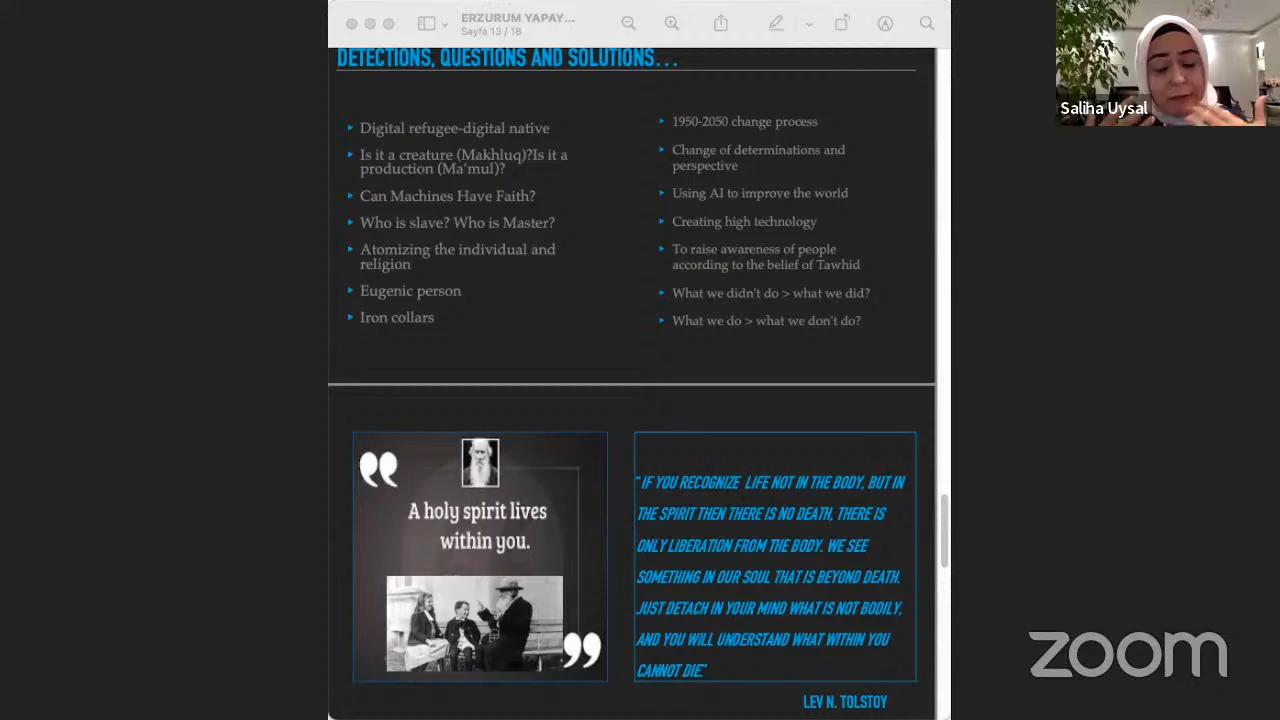 ERZURUM YAPAY...
Sayfa 13 / 18
Saliha Uysal
DETECTIONS, QUESTIONS AND SOLUTIONS...
Digital refugee-digital native
Is it a creature (Makhluq)?Is it a
production (Ma'mul)?
Can Machines Have Faith?
Who is slave? Who is Master?
Atomizing the individual and
religion
Eugenic person
Iron collars
1950-2050 change process
Change of determinations and
perspective
Using AI to improve the world
Creating high technology
To raise awareness of people
according to the belief of Tawhid
What we didn't do > what we did?
What we do > what we don't do?
A holy spirit lives
within you.
"IF YOU RECOGNIZE LIFE NOT IN THE BODY, BUT IN
THE SPIRIT THEN THERE IS NO DEATH, THERE IS
ONLY LIBERATION FROM THE BODY. WE SEE
SOMETHING IN OUR SOUL THAT IS BEYOND DEATH.
JUST DETACH IN YOUR MIND WHAT IS NOT BODILY,
AND YOU WILL UNDERSTAND WHAT WITHIN YOU
CANNOT DIE."
LEV N. TOLSTOY
zoom